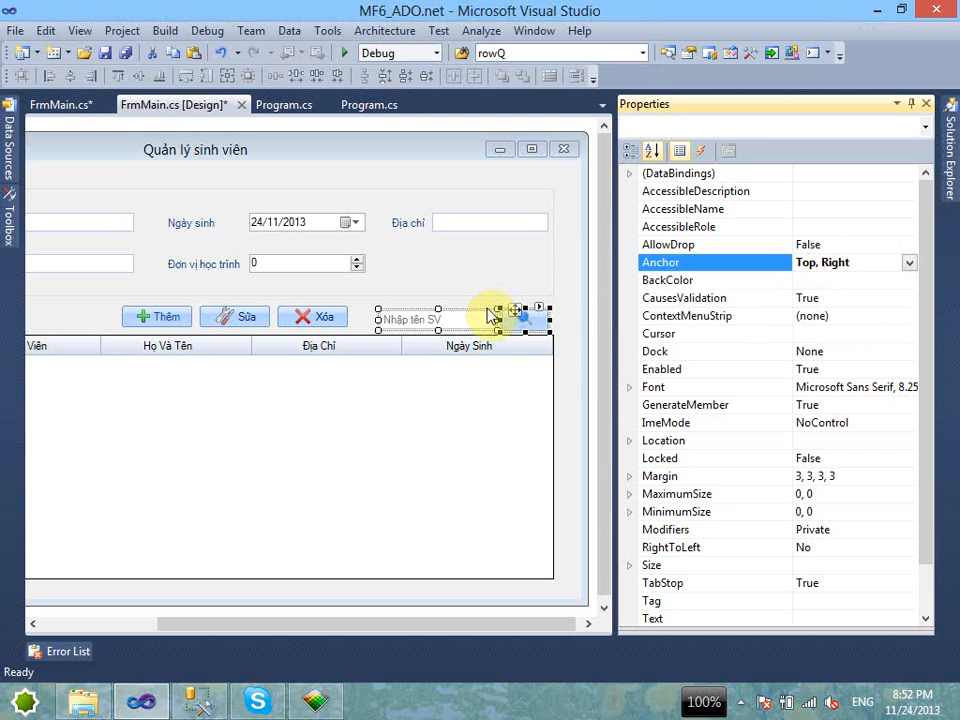 MF6_ADO.net - Microsoft Visual Studio
File Edit View Project Build Debug Team Data Tools Architecture Test Analyze Window Help
Debug rowQ
FrmMain.cs* FrmMain.cs [Design]* Program.cs Program.cs
Data Sources
Toolbox
Quản lý sinh viên
Ngày sinh 24/11/2013 Địa chỉ
Đơn vị học trình 0
Thêm Sửa Xóa Nhập tên SV
Viên Họ Và Tên Địa Chỉ Ngày Sinh
Properties
Solution Explorer
(DataBindings)
AccessibleDescription
AccessibleName
AccessibleRole
AllowDrop False
Anchor Top, Right
BackColor
CausesValidation True
ContextMenuStrip (none)
Cursor
Dock None
Enabled True
Font Microsoft Sans Serif, 8.25
GenerateMember True
ImeMode NoControl
Location
Locked False
Margin 3, 3, 3, 3
MaximumSize 0, 0
MinimumSize 0, 0
Modifiers Private
RightToLeft No
Size
TabStop True
Tag
Text
Error List
Ready
100% ENG 8:52 PM
11/24/2013